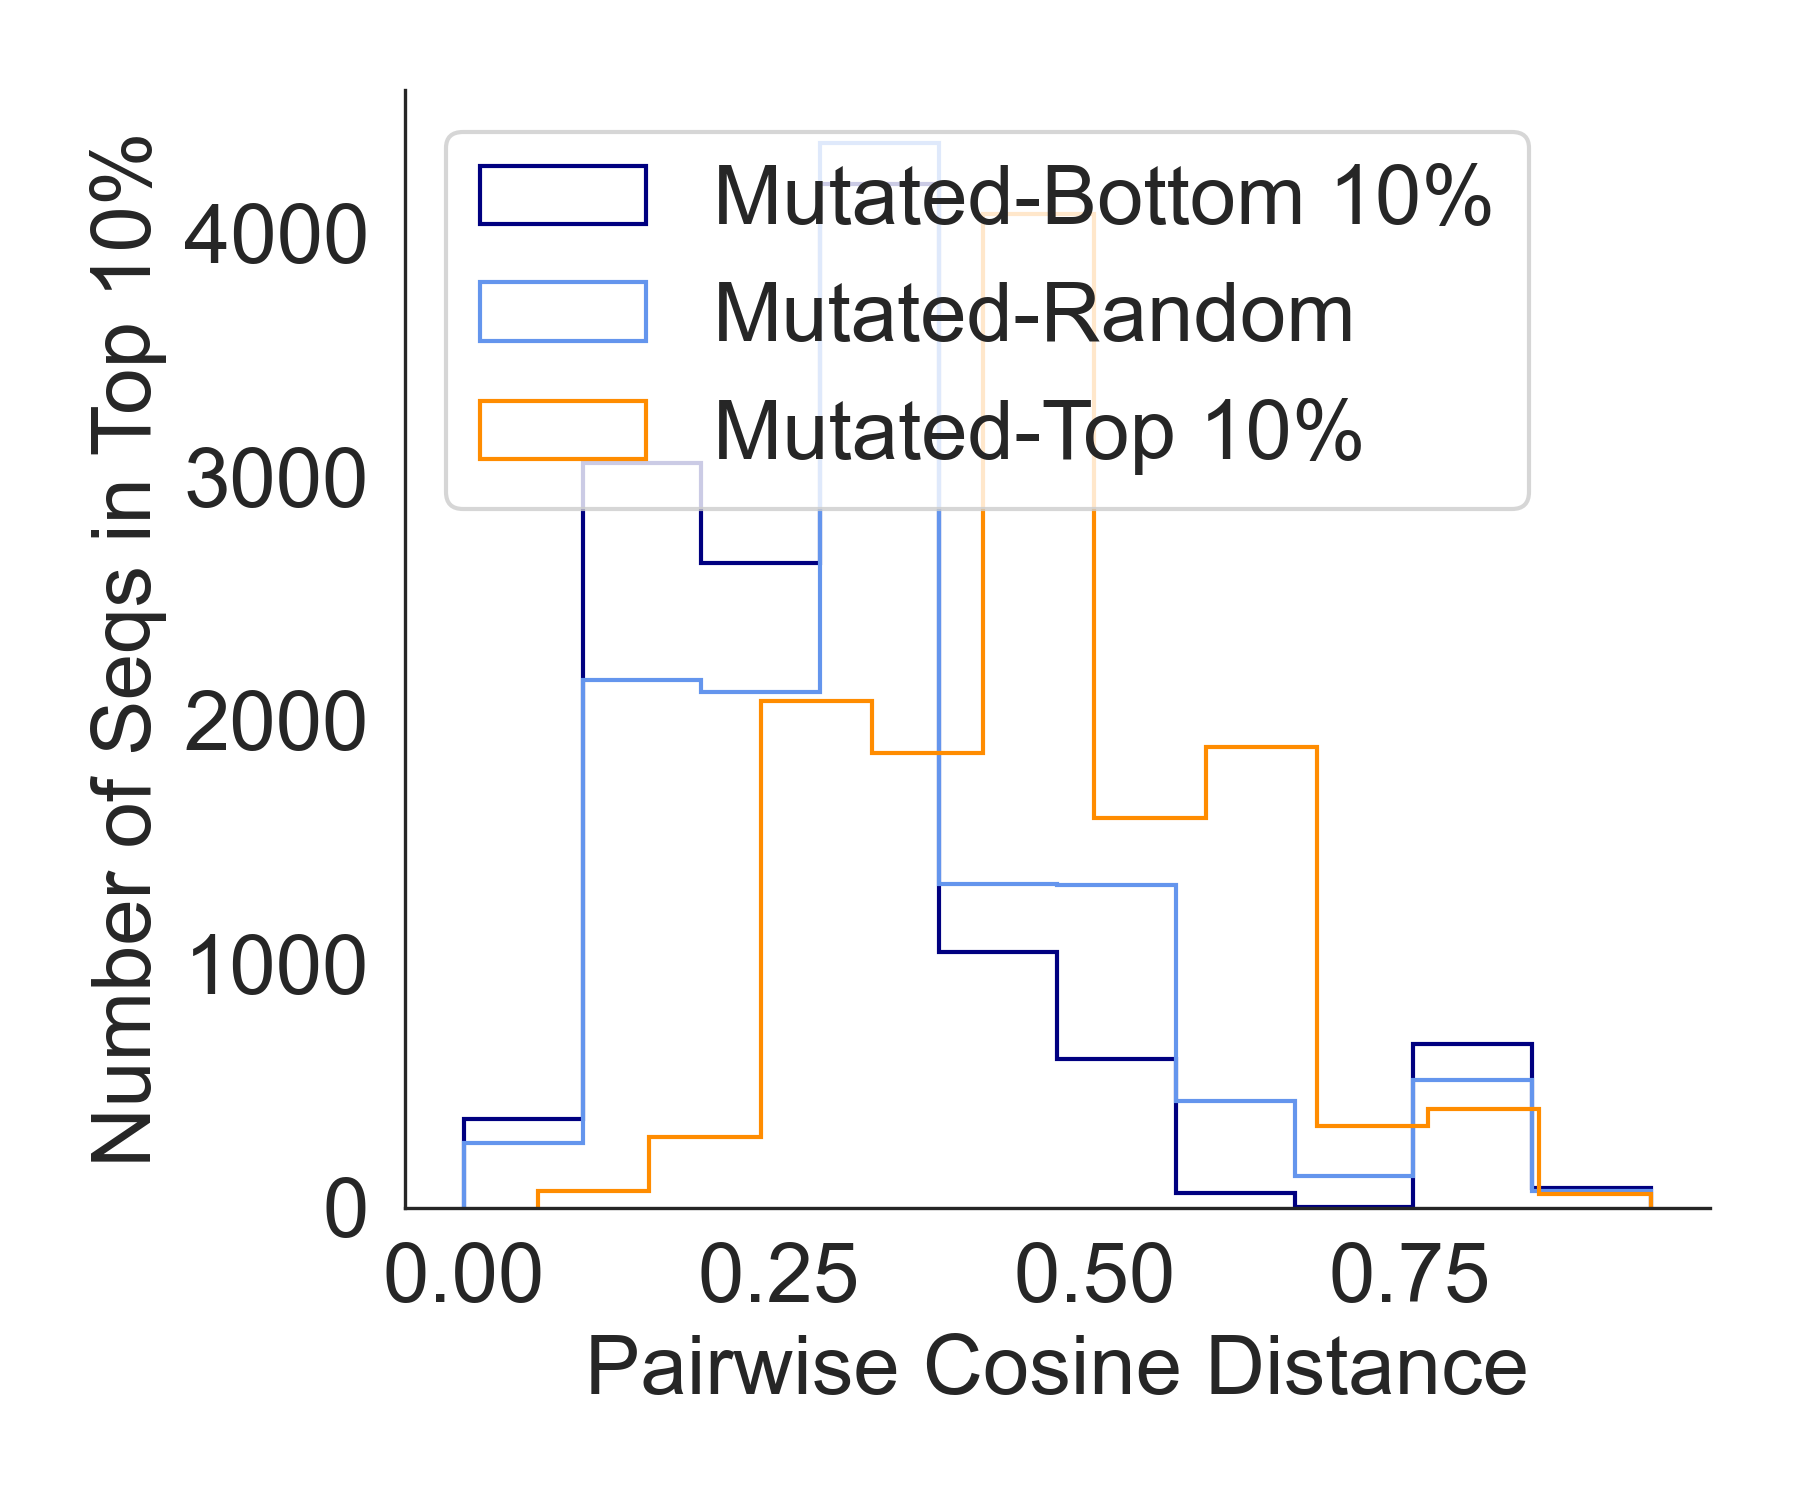 Number of Seqs in Top 10%
4000
3000
2000
1000
0
Mutated-Bottom 10%
Mutated-Random
Mutated-Top 10%
0.00 0.25 0.50 0.75
Pairwise Cosine Distance